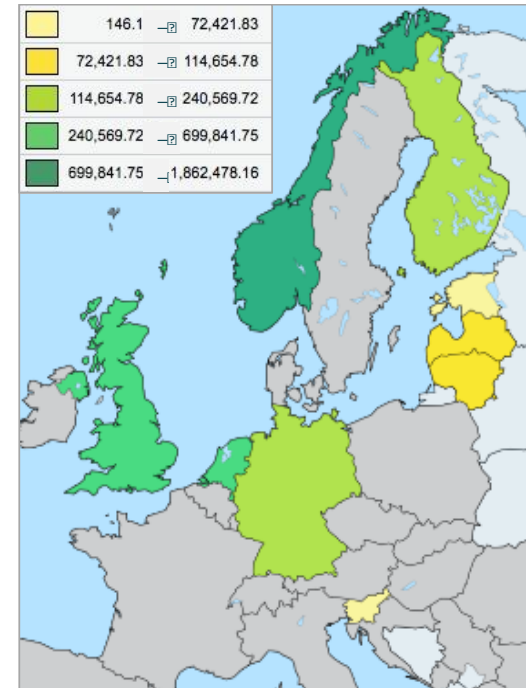 146.1 – 72,421.83
72,421.83 – 114,654.78
114,654.78 – 240,569.72
240,569.72 – 699,841.75
699,841.75 – 1,862,478.16